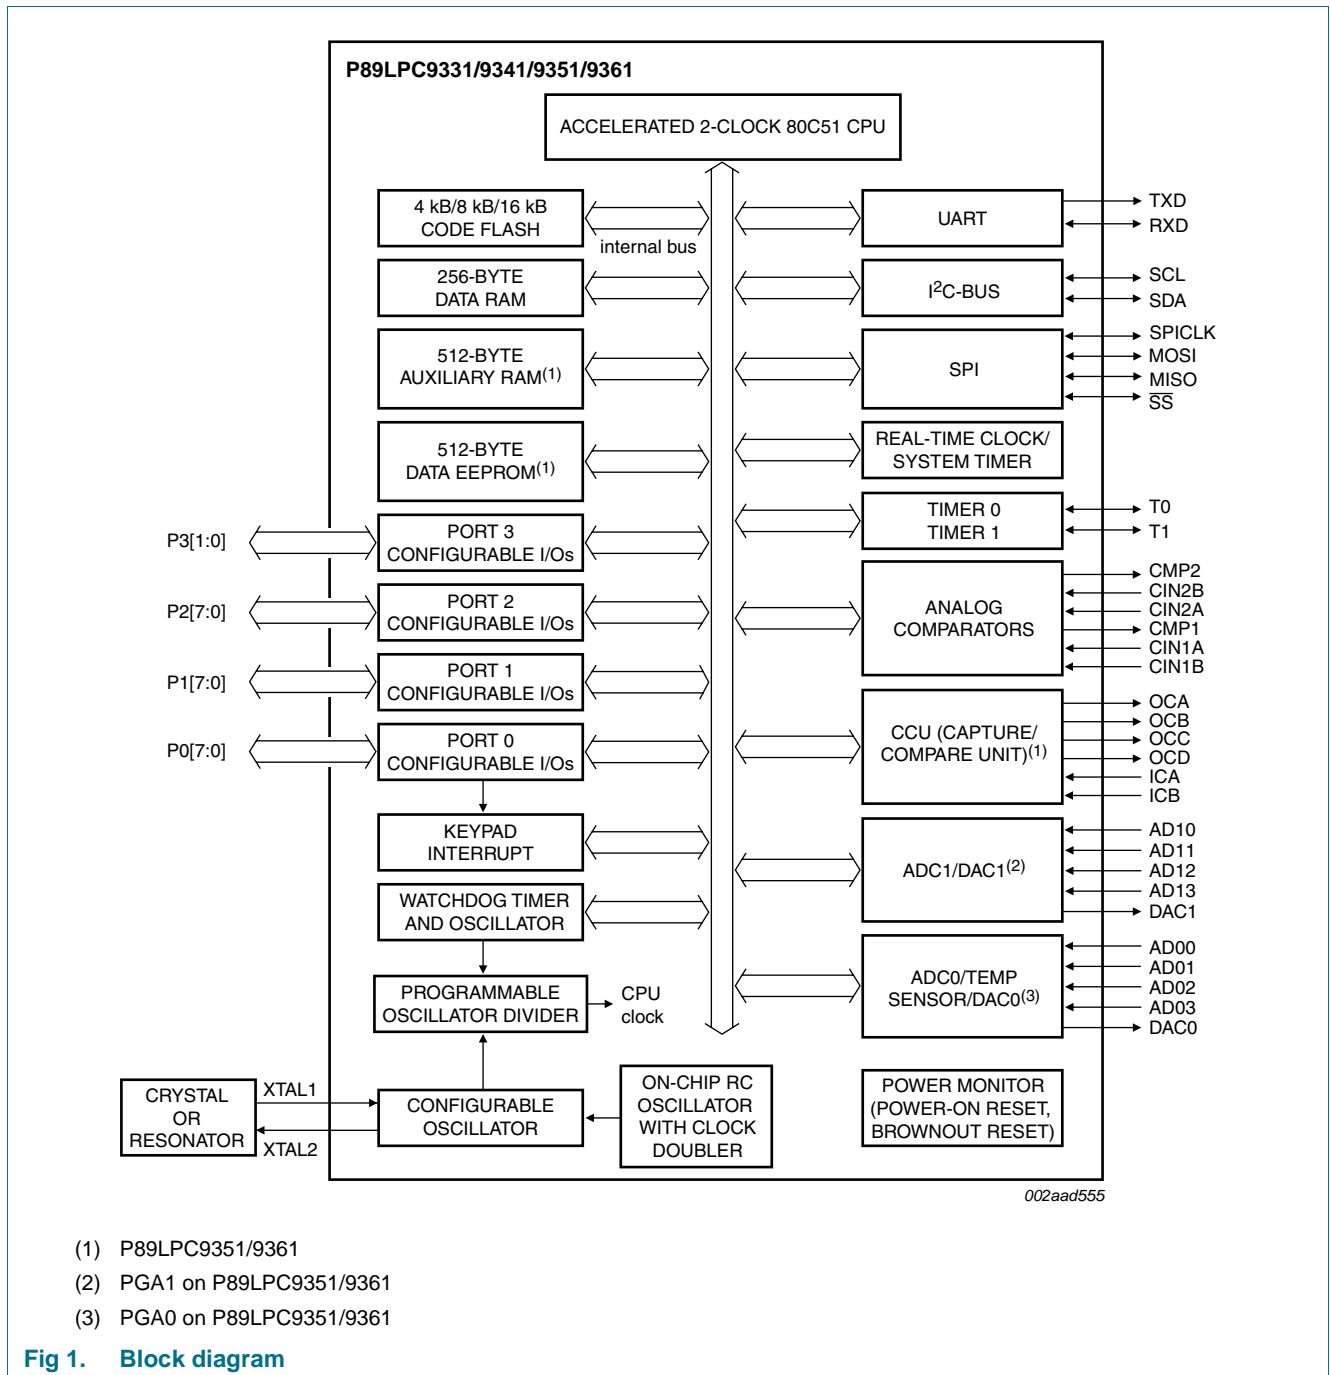 P89LPC9331/9341/9351/9361
ACCELERATED 2-CLOCK 80C51 CPU
4 kB/8 kB/16 kB
CODE FLASH
internal bus
256-BYTE
DATA RAM
512-BYTE
AUXILIARY RAM(1)
512-BYTE
DATA EEPROM(1)
P3[1:0]
PORT 3
CONFIGURABLE I/Os
P2[7:0]
PORT 2
CONFIGURABLE I/Os
P1[7:0]
PORT 1
CONFIGURABLE I/Os
P0[7:0]
PORT 0
CONFIGURABLE I/Os
KEYPAD
INTERRUPT
WATCHDOG TIMER
AND OSCILLATOR
PROGRAMMABLE
OSCILLATOR DIVIDER
CPU
clock
CRYSTAL
OR
RESONATOR
XTAL1
XTAL2
CONFIGURABLE
OSCILLATOR
ON-CHIP RC
OSCILLATOR
WITH CLOCK
DOUBLER
UART
TXD
RXD
I2C-BUS
SCL
SDA
SPI
SPICLK
MOSI
MISO
SS
REAL-TIME CLOCK/
SYSTEM TIMER
TIMER 0
TIMER 1
T0
T1
ANALOG
COMPARATORS
CMP2
CIN2B
CIN2A
CMP1
CIN1A
CIN1B
CCU (CAPTURE/
COMPARE UNIT)(1)
OCA
OCB
OCC
OCD
ICA
ICB
ADC1/DAC1(2)
AD10
AD11
AD12
AD13
DAC1
ADC0/TEMP
SENSOR/DAC0(3)
AD00
AD01
AD02
AD03
DAC0
POWER MONITOR
(POWER-ON RESET,
BROWNOUT RESET)
002aad555
(1) P89LPC9351/9361
(2) PGA1 on P89LPC9351/9361
(3) PGA0 on P89LPC9351/9361
Fig 1. Block diagram